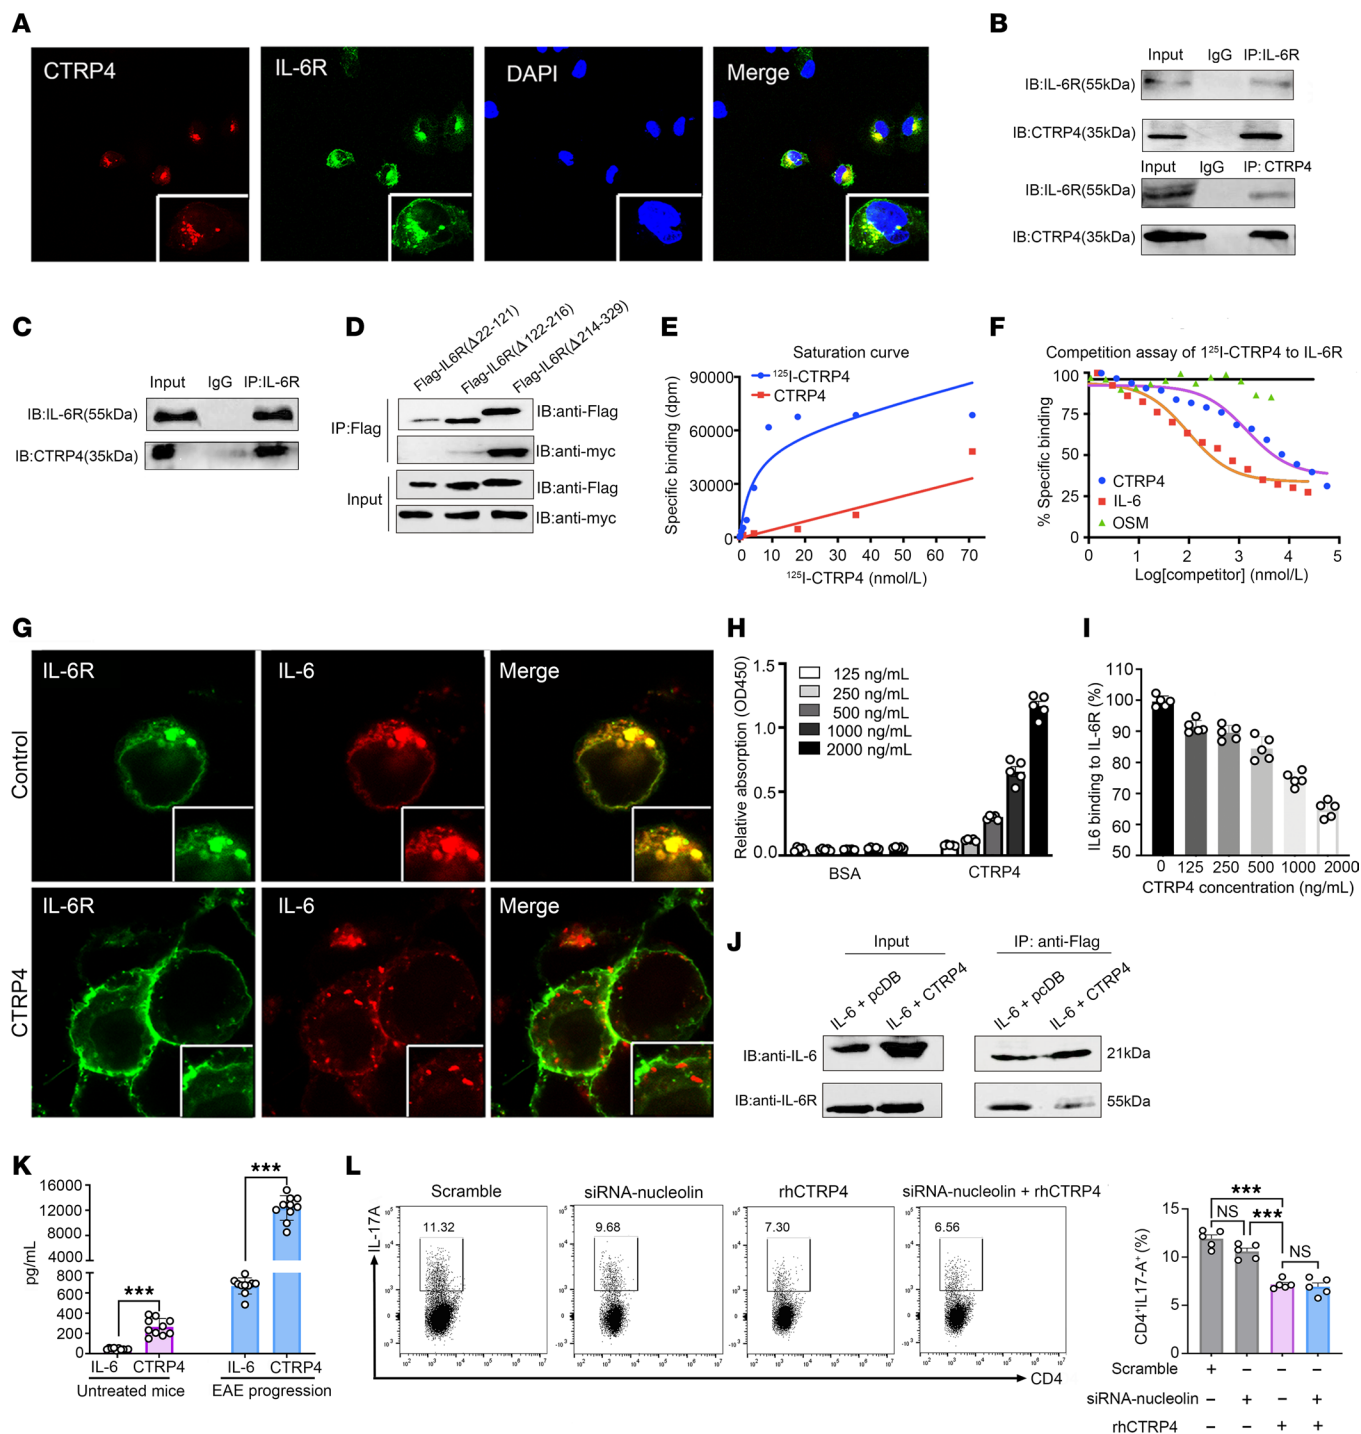 A
CTRP4
IL-6R
DAPI
Merge
B
Input IgG IP:IL-6R
IB:IL-6R(55kDa)
IB:CTRP4(35kDa)
Input IgG IP: CTRP4
IB:IL-6R(55kDa)
IB:CTRP4(35kDa)
C
Input IgG IP:IL-6R
IB:IL-6R(55kDa)
IB:CTRP4(35kDa)
D
Flag-IL6R(Δ22-121)
Flag-IL6R(Δ122-216)
Flag-IL6R(Δ214-329)
IP:Flag
IB:anti-Flag
IB:anti-myc
Input
IB:anti-Flag
IB:anti-myc
E
Saturation curve
¹²⁵I-CTRP4
CTRP4
Specific binding (dpm)
90000
60000
30000
0
0 10 20 30 40 50 60 70 80
¹²⁵I-CTRP4 (nmol/L)
F
Competition assay of 1²⁵I-CTRP4 to IL-6R
% Specific binding
100
75
50
25
0
CTRP4
IL-6
OSM
0 1 2 3 4 5
Log[competitor] (nmol/L)
G
Control
IL-6R
IL-6
Merge
CTRP4
IL-6R
IL-6
Merge
H
Relative absorption (OD450)
1.5
1.0
0.5
0.0
125 ng/mL
250 ng/mL
500 ng/mL
1000 ng/mL
2000 ng/mL
BSA CTRP4
I
IL6 binding to IL-6R (%)
110
100
90
80
70
60
50
0 125 250 500 1000 2000
CTRP4 concentration (ng/mL)
J
Input
IP: anti-Flag
IL-6 + pcDB
IL-6 + CTRP4
IL-6 + pcDB
IL-6 + CTRP4
IB:anti-IL-6
21kDa
IB:anti-IL-6R
55kDa
K
pg/mL
16000
12000
8000
4000
800
600
400
200
0
***
***
IL-6 CTRP4 IL-6 CTRP4
Untreated mice EAE progression
L
Scramble
siRNA-nucleolin
rhCTRP4
siRNA-nucleolin + rhCTRP4
IL-17A
11.32
9.68
7.30
6.56
CD4
CD4⁺IL17-A⁺ (%)
15
10
5
0
***
NS
***
NS
Scramble + – – –
siRNA-nucleolin – + – +
rhCTRP4 – – + +